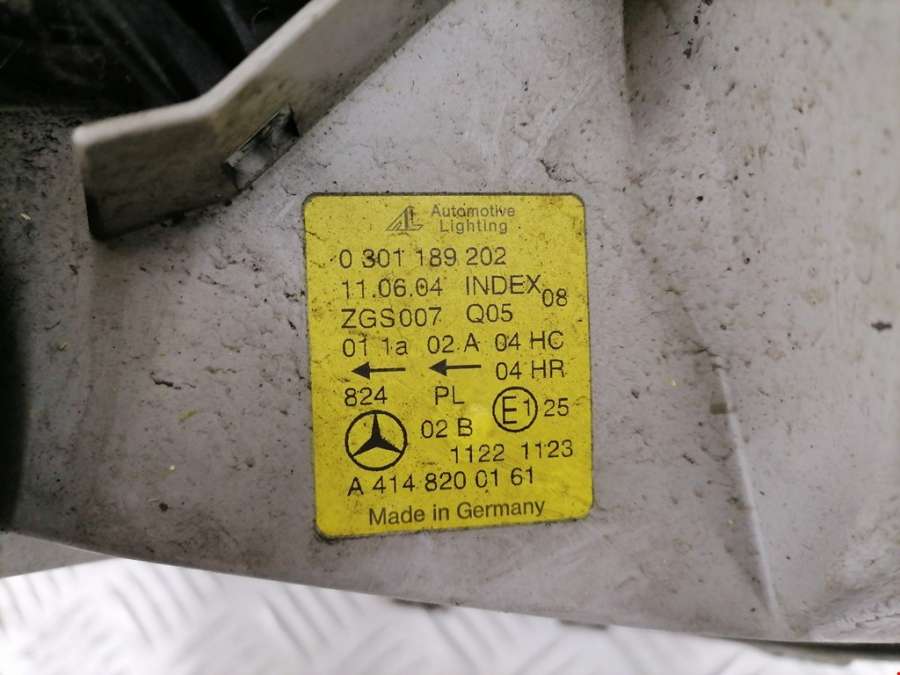 Automotive
Lighting
0 301 189 202
11.06.04 INDEX 08
ZGS007 Q05
01 1a 02 A 04 HC
04 HR
824 PL
E1 25
02 B
1122 1123
A 414 820 01 61
Made in Germany